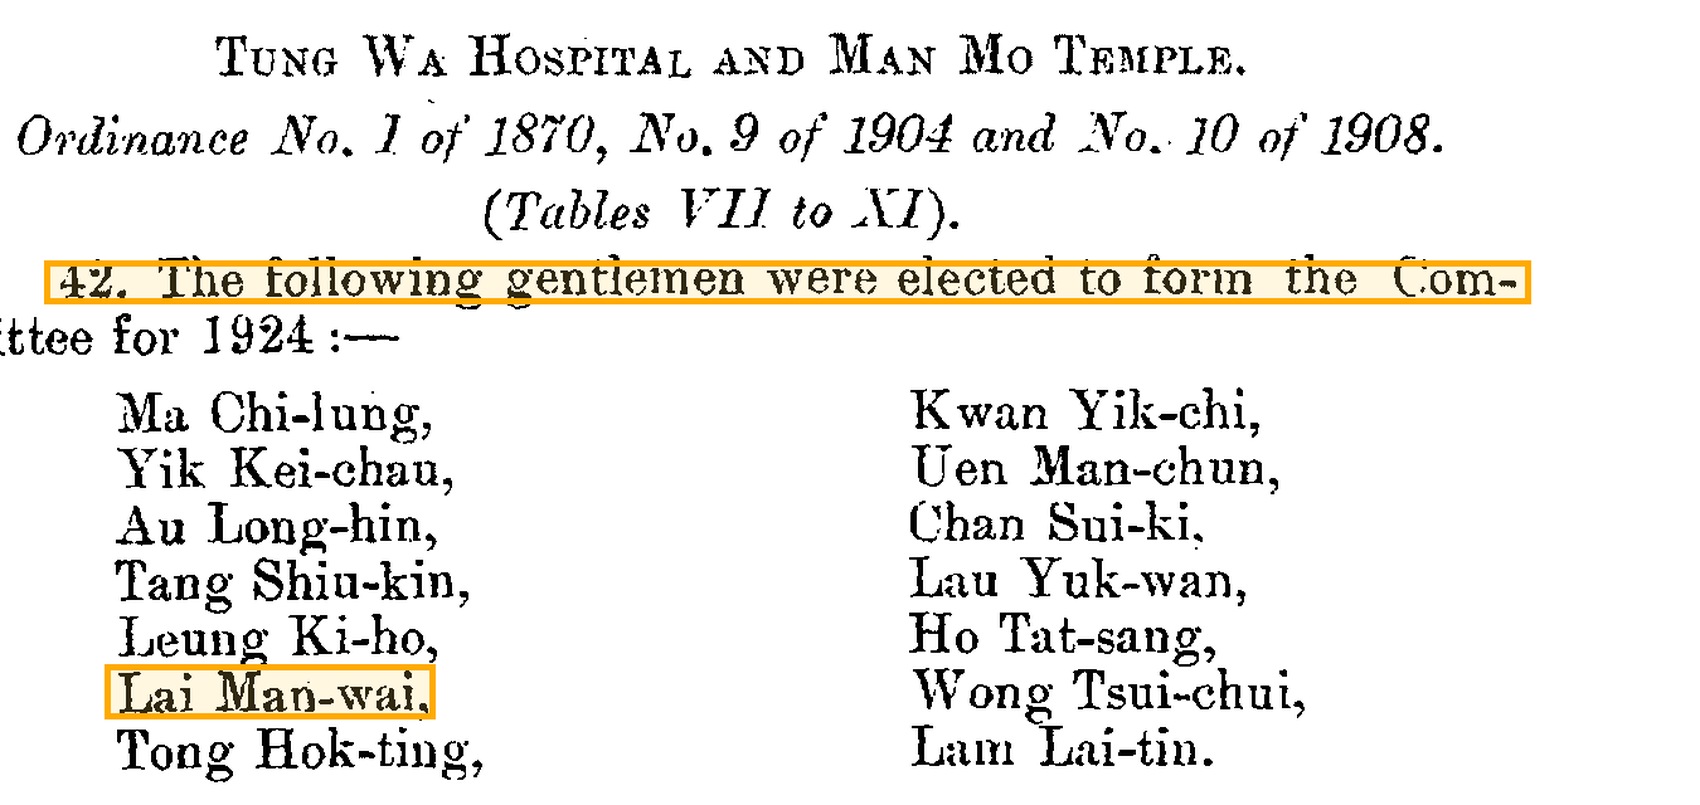 TUNG WA HOSPITAL AND MAN MO TEMPLE.
Ordinance No. 1 of 1870, No. 9 of 1904 and No. 10 of 1908.
(Tables VII to XI).
42. The following gentlemen were elected to form the Com-
ittee for 1924 :—
Ma Chi-lung,
Yik Kei-chau,
Au Long-hin,
Tang Shiu-kin,
Leung Ki-ho,
Lai Man-wai,
Tong Hok-ting,
Kwan Yik-chi,
Uen Man-chun,
Chan Sui-ki,
Lau Yuk-wan,
Ho Tat-sang,
Wong Tsui-chui,
Lam Lai-tin.